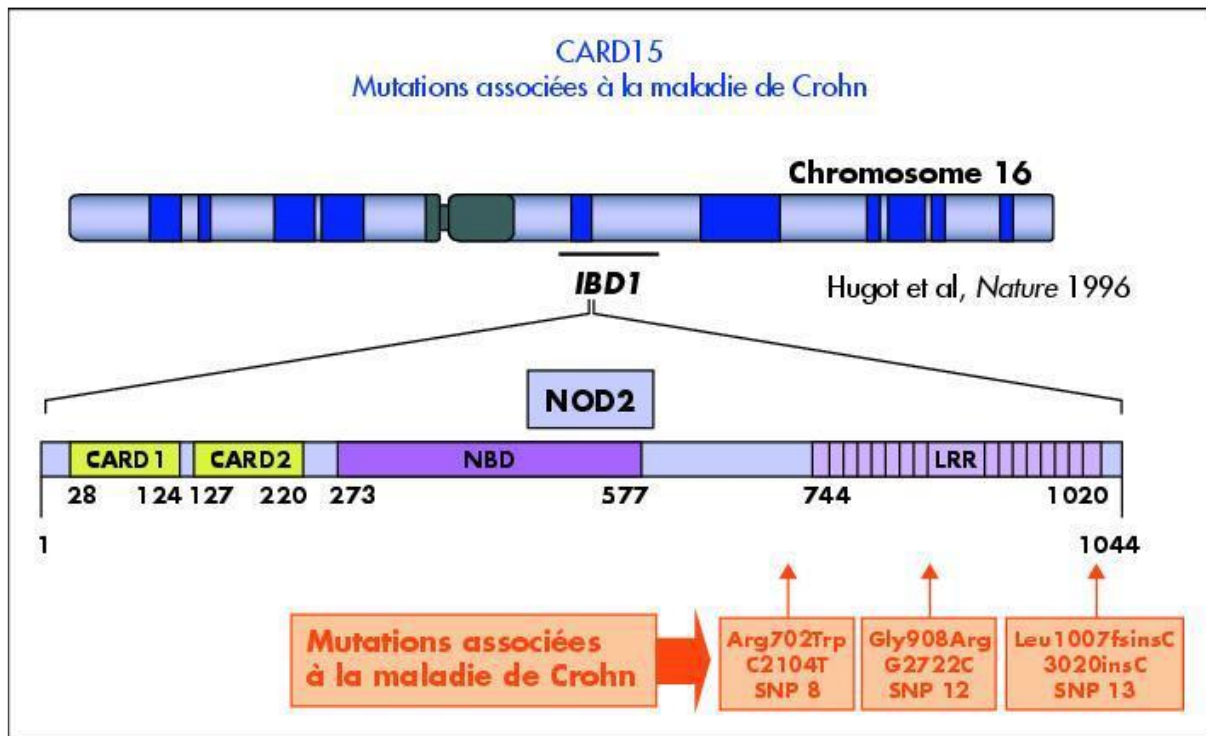 CARD15
Mutations associées à la maladie de Crohn
Chromosome 16
IBD1
Hugot et al, Nature 1996
NOD2
CARD 1 CARD2 NBD LRR
28 124 127 220 273 577 744 1020
1 1044
Mutations associées
à la maladie de Crohn
Arg702Trp
C2104T
SNP 8
Gly908Arg
G2722C
SNP 12
Leu1007fsinsC
3020insC
SNP 13